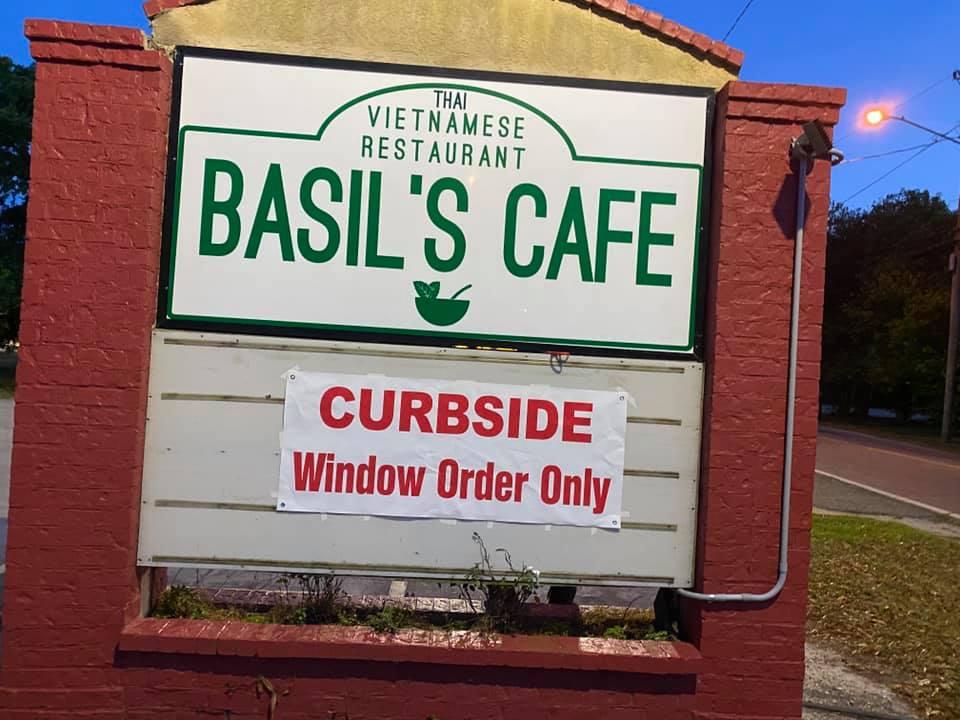 THAI
VIETNAMESE
RESTAURANT
BASIL'S CAFE
CURBSIDE
Window Order Only